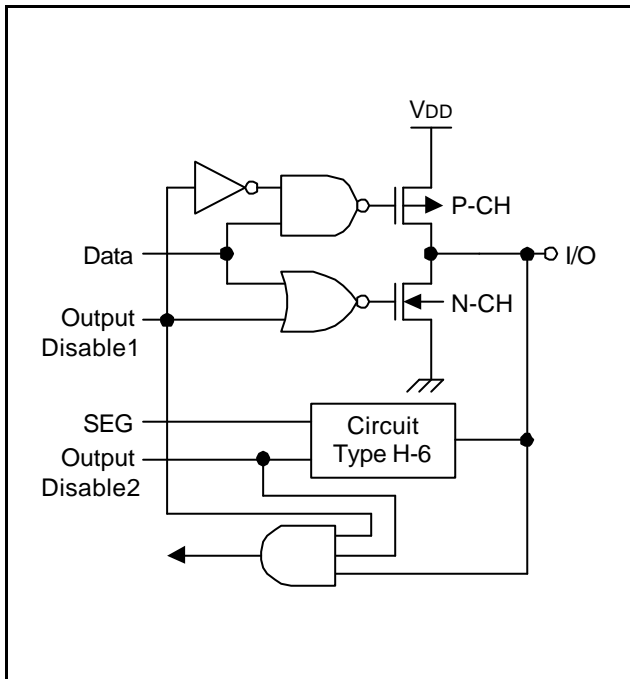 VDD
P-CH
Data
I/O
Output
Disable1
N-CH
SEG
Circuit
Type H-6
Output
Disable2